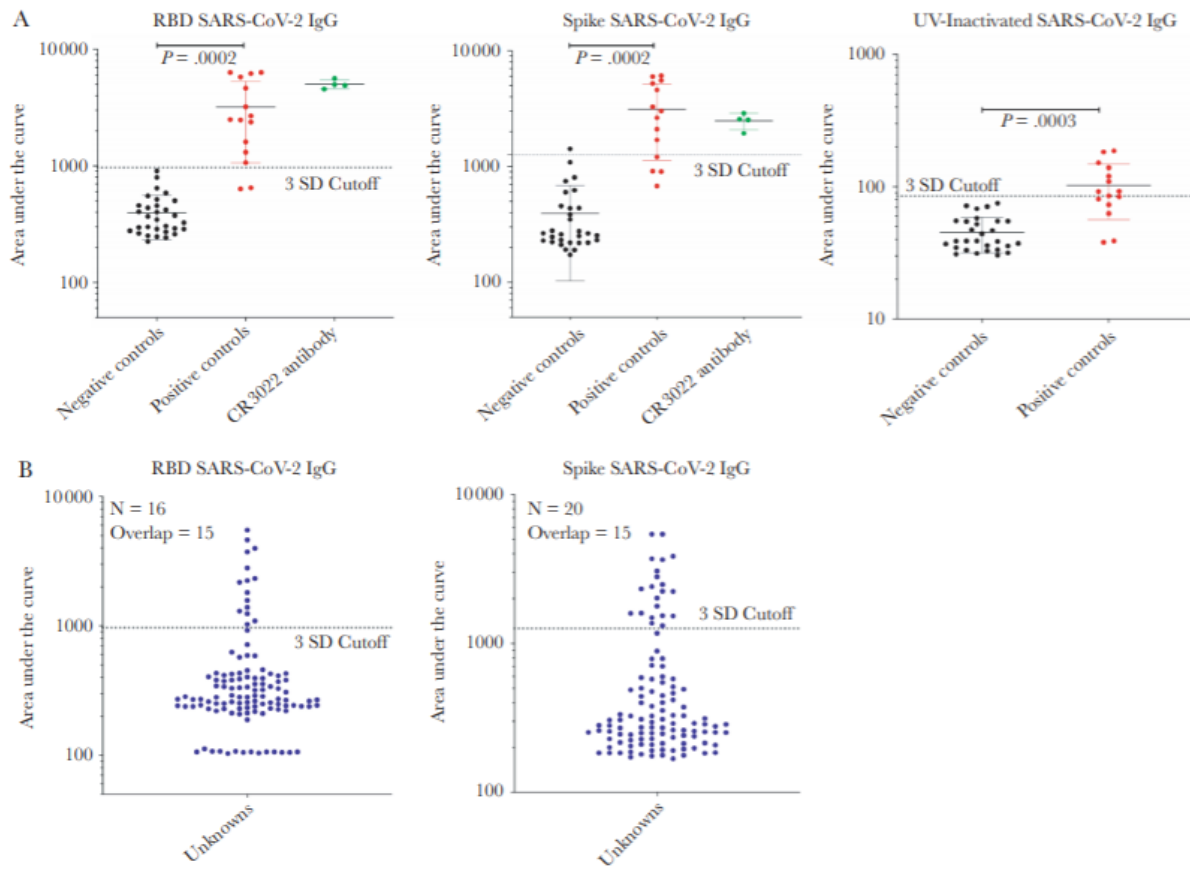 A
RBD SARS-CoV-2 IgG
P = .0002
10000
1000
100
Area under the curve
3 SD Cutoff
Negative controls
Positive controls
CR3022 antibody
Spike SARS-CoV-2 IgG
P = .0002
10000
1000
100
Area under the curve
3 SD Cutoff
Negative controls
Positive controls
CR3022 antibody
UV-Inactivated SARS-CoV-2 IgG
P = .0003
1000
100
10
Area under the curve
3 SD Cutoff
Negative controls
Positive controls
B
RBD SARS-CoV-2 IgG
N = 16
Overlap = 15
10000
1000
100
Area under the curve
3 SD Cutoff
Unknowns
Spike SARS-CoV-2 IgG
N = 20
Overlap = 15
10000
1000
100
Area under the curve
3 SD Cutoff
Unknowns